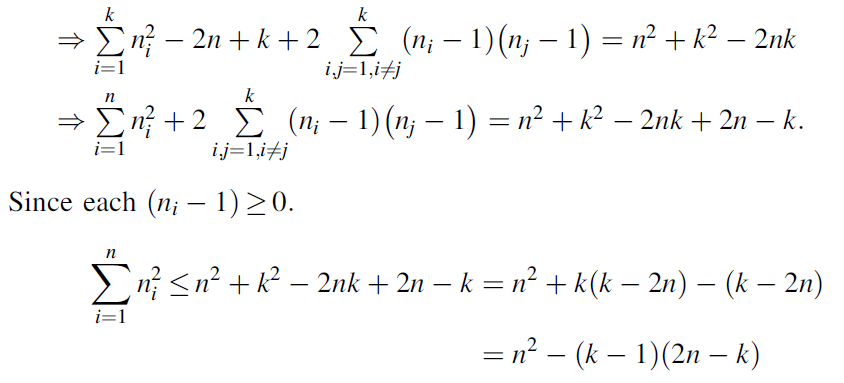 ⇒ ∑_{i=1}^{k} n_i^2 − 2n + k + 2 ∑_{i,j=1,i≠j}^{k} (n_i − 1)(n_j − 1) = n^2 + k^2 − 2nk
⇒ ∑_{i=1}^{n} n_i^2 + 2 ∑_{i,j=1,i≠j}^{k} (n_i − 1)(n_j − 1) = n^2 + k^2 − 2nk + 2n − k.
Since each (n_i − 1) ≥ 0.
∑_{i=1}^{n} n_i^2 ≤ n^2 + k^2 − 2nk + 2n − k = n^2 + k(k − 2n) − (k − 2n)
= n^2 − (k − 1)(2n − k)